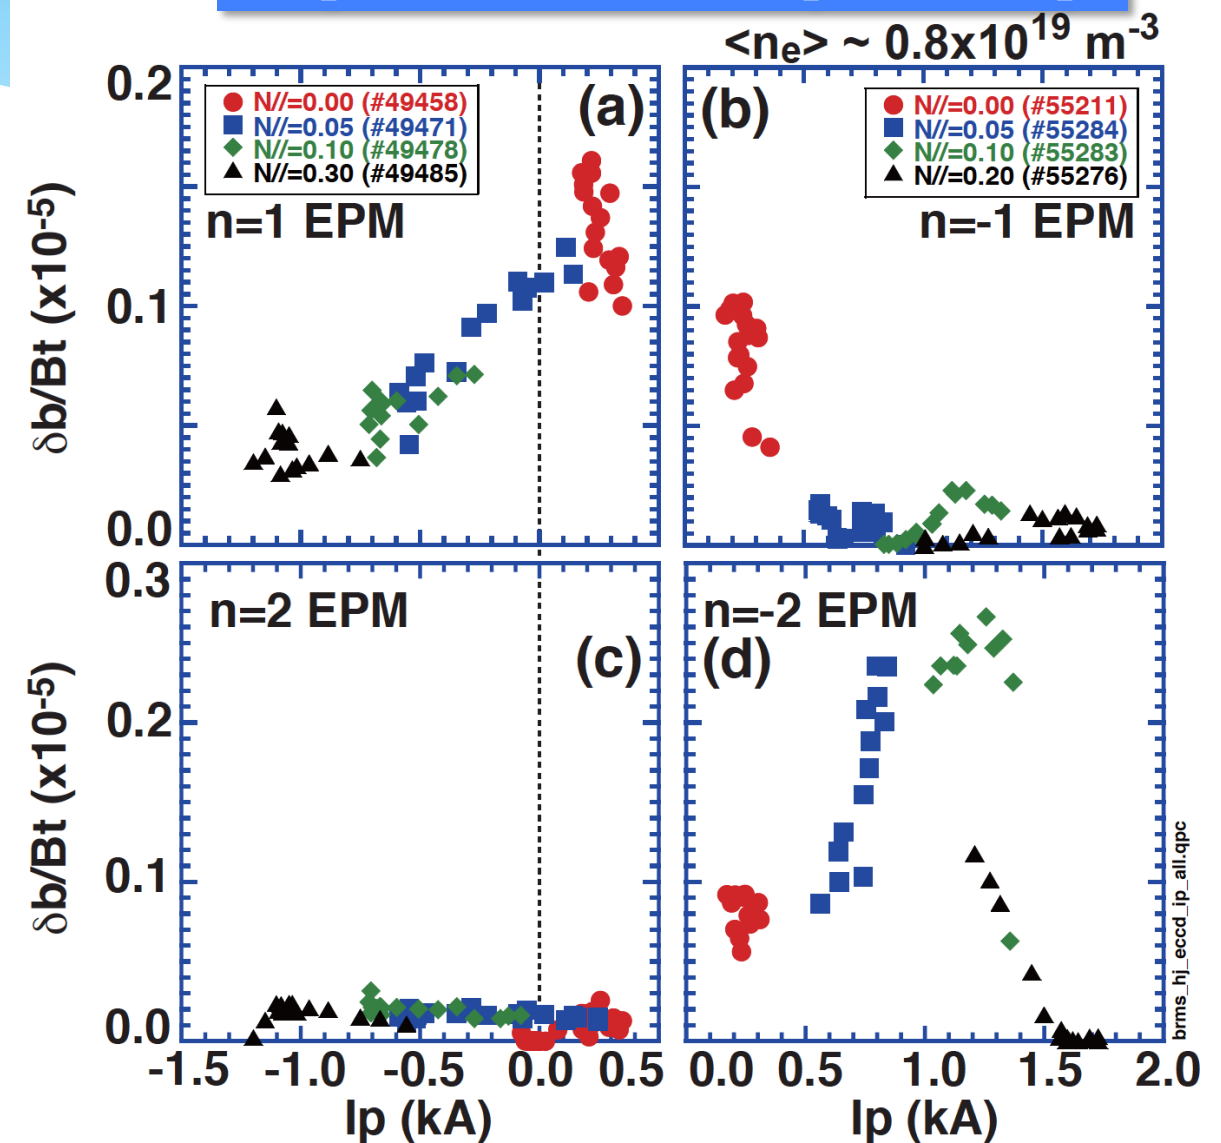 <ne> ~ 0.8x10^19 m^-3
0.2
0.1
0.0
δb/Bt (x10^-5)
N//=0.00 (#49458)
N//=0.05 (#49471)
N//=0.10 (#49478)
N//=0.30 (#49485)
(a)
n=1 EPM
(b)
N//=0.00 (#55211)
N//=0.05 (#55284)
N//=0.10 (#55283)
N//=0.20 (#55276)
n=-1 EPM
0.3
0.2
0.1
0.0
δb/Bt (x10^-5)
n=2 EPM
(c)
n=-2 EPM
(d)
-1.5 -1.0 -0.5 0.0 0.5
Ip (kA)
0.0 0.5 1.0 1.5 2.0
Ip (kA)
brms_hj_eccd_ip_all.qpc